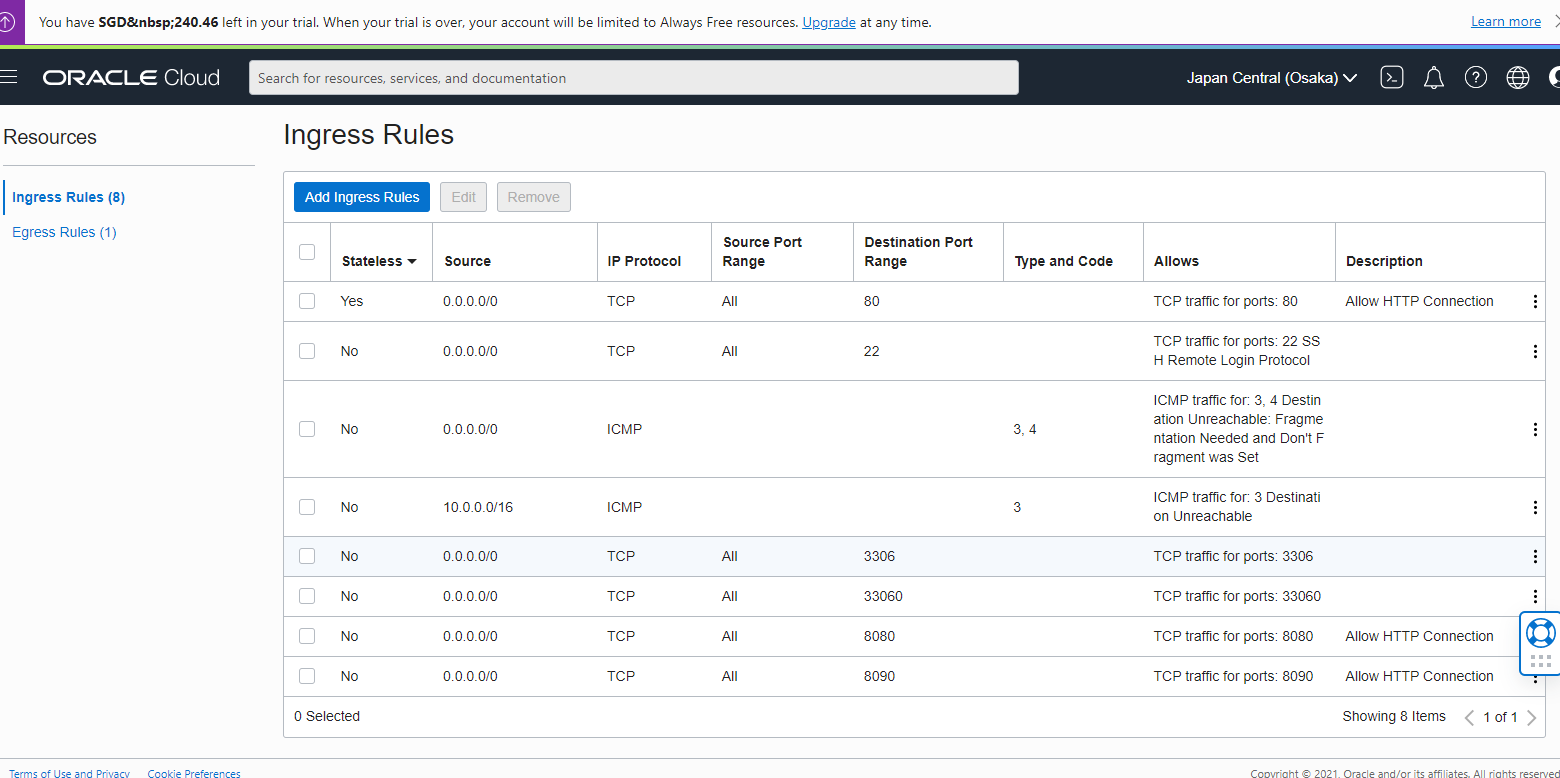 You have SGD&nbsp;240.46 left in your trial. When your trial is over, your account will be limited to Always Free resources. Upgrade at any time.
Learn more
ORACLE Cloud
Search for resources, services, and documentation
Japan Central (Osaka)
Resources
Ingress Rules (8)
Egress Rules (1)
Ingress Rules
Add Ingress Rules Edit Remove
Stateless Source IP Protocol Source Port Range Destination Port Range Type and Code Allows Description
Yes 0.0.0.0/0 TCP All 80 TCP traffic for ports: 80 Allow HTTP Connection
No 0.0.0.0/0 TCP All 22 TCP traffic for ports: 22 SS
H Remote Login Protocol
No 0.0.0.0/0 ICMP 3, 4 ICMP traffic for: 3, 4 Destin
ation Unreachable: Fragme
ntation Needed and Don't F
ragment was Set
No 10.0.0.0/16 ICMP 3 ICMP traffic for: 3 Destinati
on Unreachable
No 0.0.0.0/0 TCP All 3306 TCP traffic for ports: 3306
No 0.0.0.0/0 TCP All 33060 TCP traffic for ports: 33060
No 0.0.0.0/0 TCP All 8080 TCP traffic for ports: 8080 Allow HTTP Connection
No 0.0.0.0/0 TCP All 8090 TCP traffic for ports: 8090 Allow HTTP Connection
0 Selected
Showing 8 Items 1 of 1
Terms of Use and Privacy Cookie Preferences
Copyright © 2021, Oracle and/or its affiliates. All rights reserved